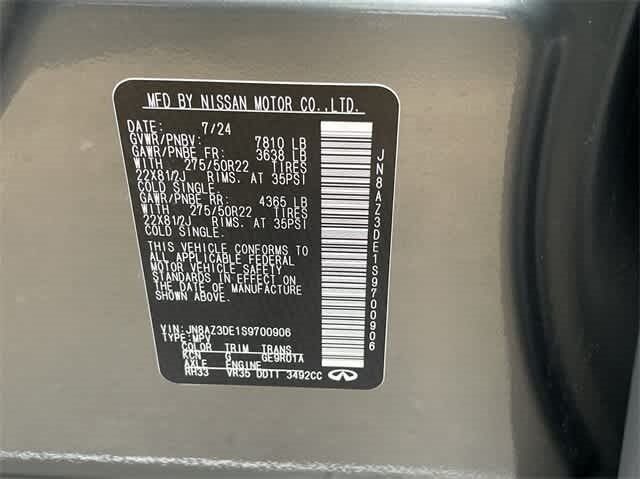 MFD BY NISSAN MOTOR CO.,LTD.
DATE: 7/24
GVWR/PNBV: 7810 LB
GAWR/PNBE FR: 3638 LB
WITH 275/50R22 TIRES
22X81/2J RIMS. AT 35PSI
COLD SINGLE.
GAWR/PNBE RR: 4365 LB
WITH 275/50R22 TIRES
22X81/2J RIMS. AT 35PSI
COLD SINGLE.
THIS VEHICLE CONFORMS TO
ALL APPLICABLE FEDERAL
MOTOR VEHICLE SAFETY
STANDARDS IN EFFECT ON
THE DATE OF MANUFACTURE
SHOWN ABOVE.
VIN:JN8AZ3DE1S9700906
TYPE:MPV
COLOR TRIM TRANS
KCN G GE9R01A
AXLE ENGINE
RH33 VR35 DDTT 3492CC
JN8AZ3DE1S9700906